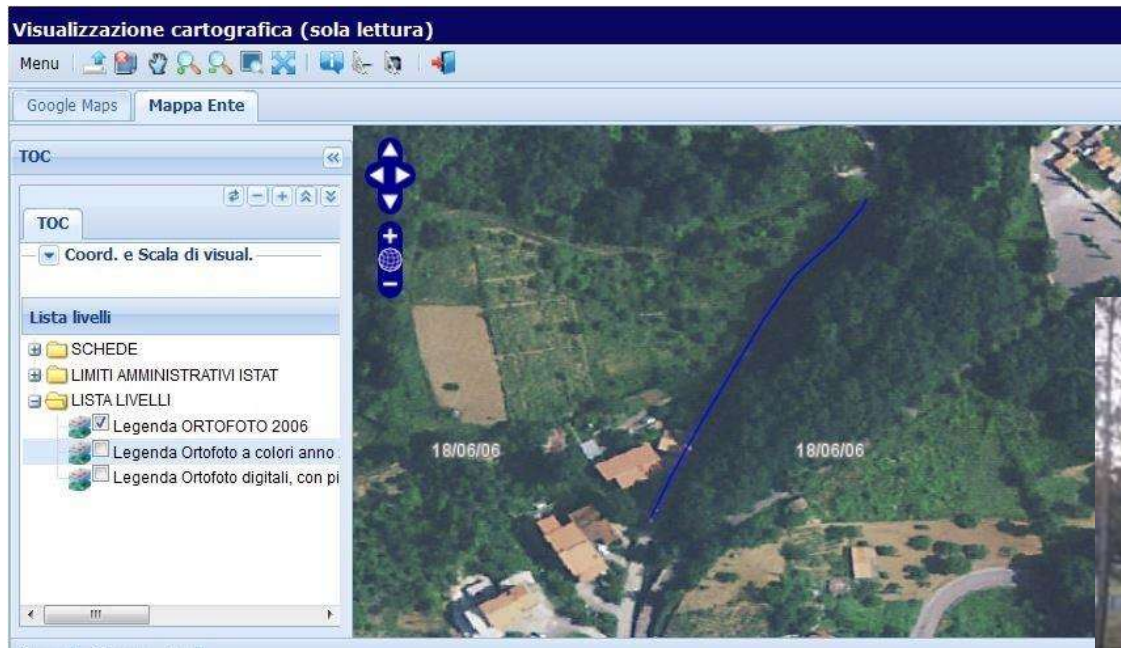 Visualizzazione cartografica (sola lettura)
Menu
Google Maps
Mappa Ente
TOC
TOC
Coord. e Scala di visual.
Lista livelli
SCHEDE
LIMITI AMMINISTRATIVI ISTAT
LISTA LIVELLI
Legenda ORTOFOTO 2006
Legenda Ortofoto a colori anno
Legenda Ortofoto digitali, con pi
18/06/06
18/06/06